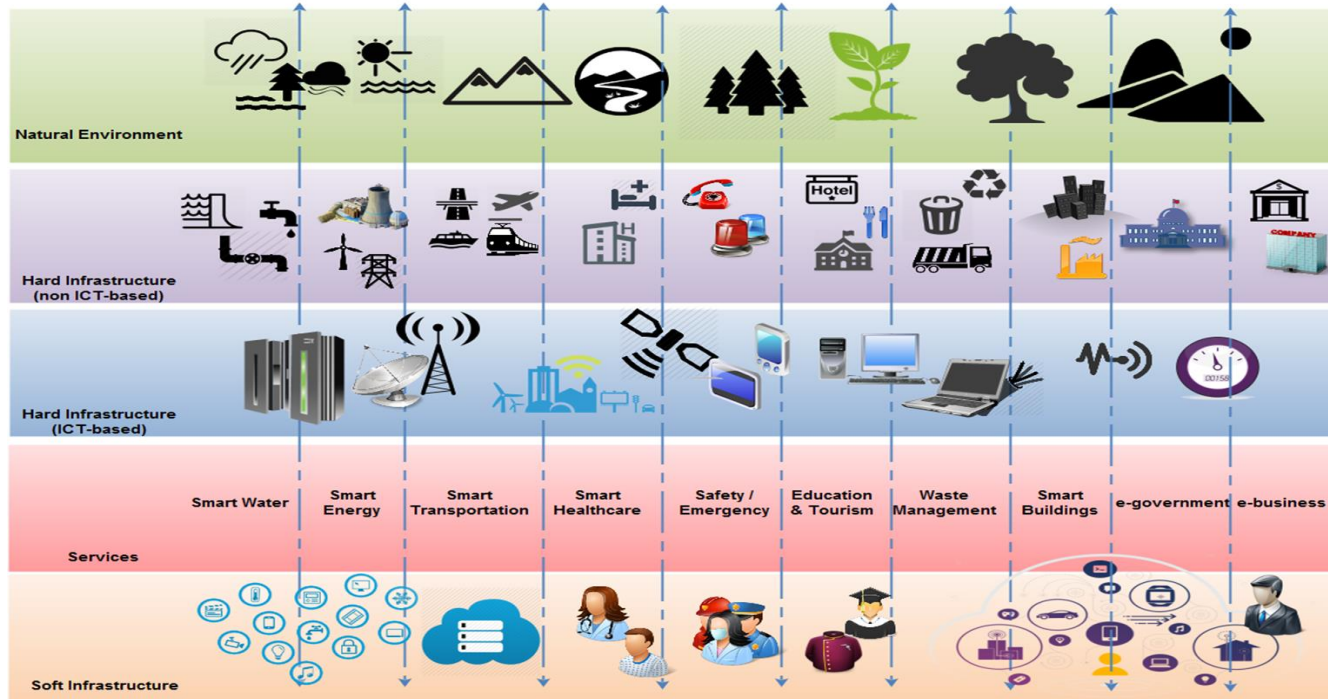 Natural Environment
Hotel
H
$
COMPANY
Hard Infrastructure
(non ICT-based)
00158
Hard Infrastructure
(ICT-based)
Smart Water
Smart
Energy
Smart
Transportation
Smart
Healthcare
Safety /
Emergency
Education
& Tourism
Waste
Management
Smart
Buildings
e-government
e-business
Services
Soft Infrastructure